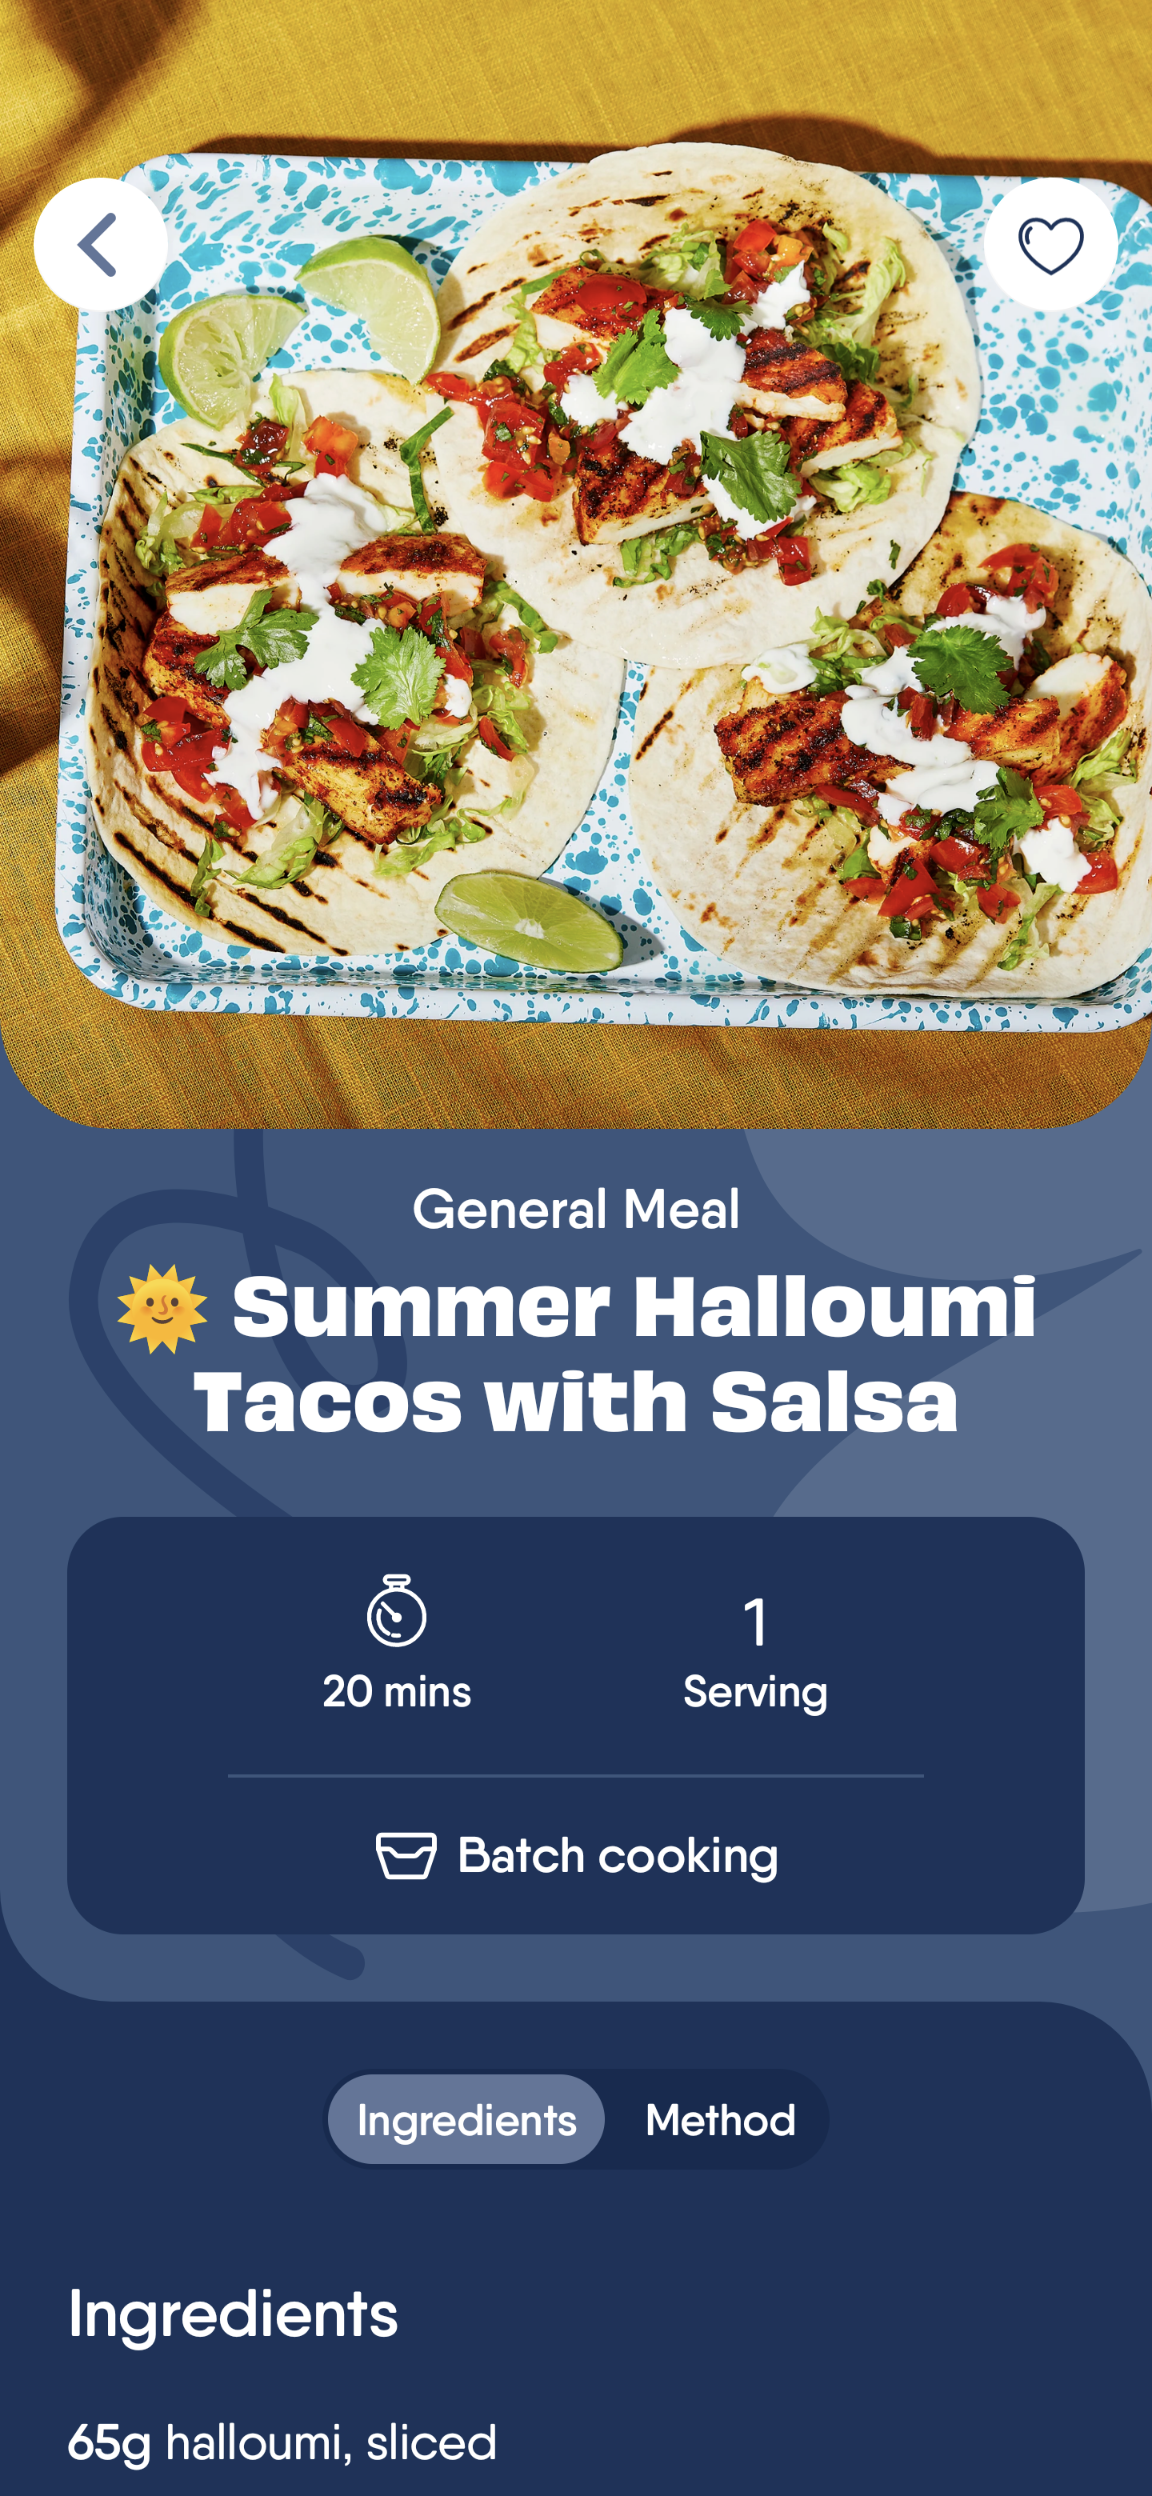 General Meal
🌞 Summer Halloumi
Tacos with Salsa
20 mins
1
Serving
Batch cooking
Ingredients
Method
Ingredients
65g halloumi, sliced